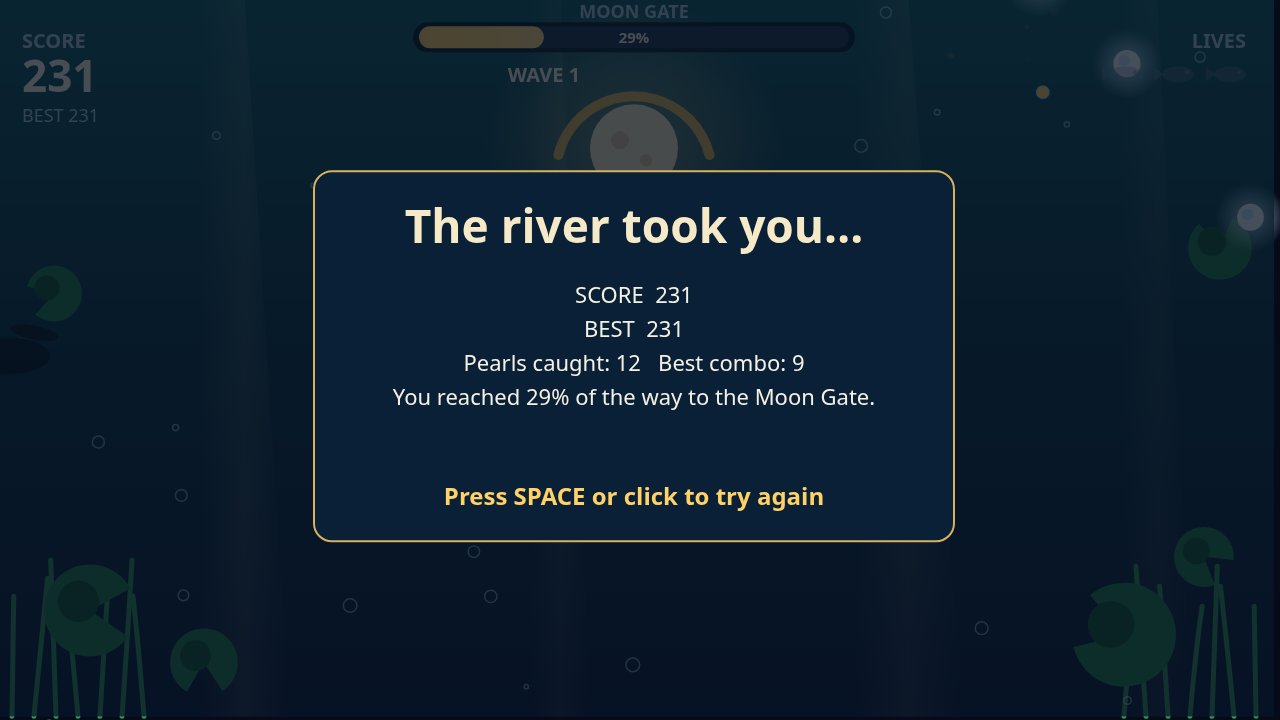 MOON GATE
29%
SCORE
231
BEST 231
WAVE 1
LIVES
The river took you...
SCORE 231
BEST 231
Pearls caught: 12 Best combo: 9
You reached 29% of the way to the Moon Gate.
Press SPACE or click to try again